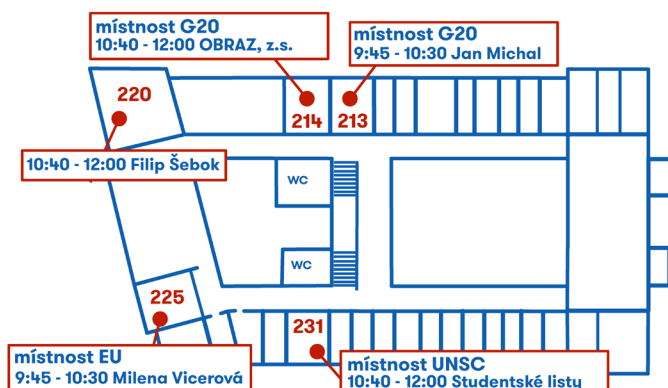 místnost G20
10:40 - 12:00 OBRAZ, z.s.
místnost G20
9:45 - 10:30 Jan Michal
220
214
213
10:40 - 12:00 Filip Šebok
WC
WC
225
231
místnost EU
9:45 - 10:30 Milena Vicerová
místnost UNSC
10:40 - 12:00 Studentské listy